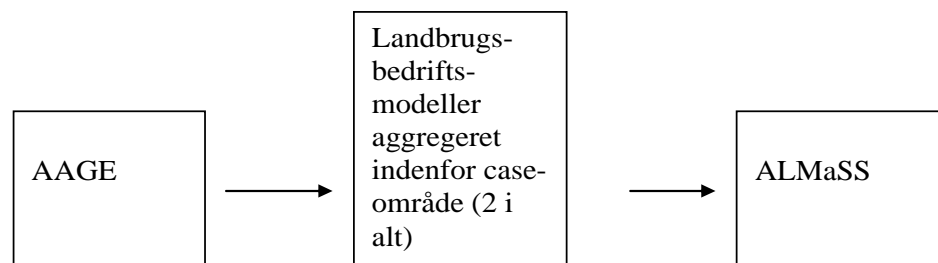 AAGE
Landbrugs-
bedrifts-
modeller
aggregeret
indenfor case-
område (2 i
alt)
ALMaSS